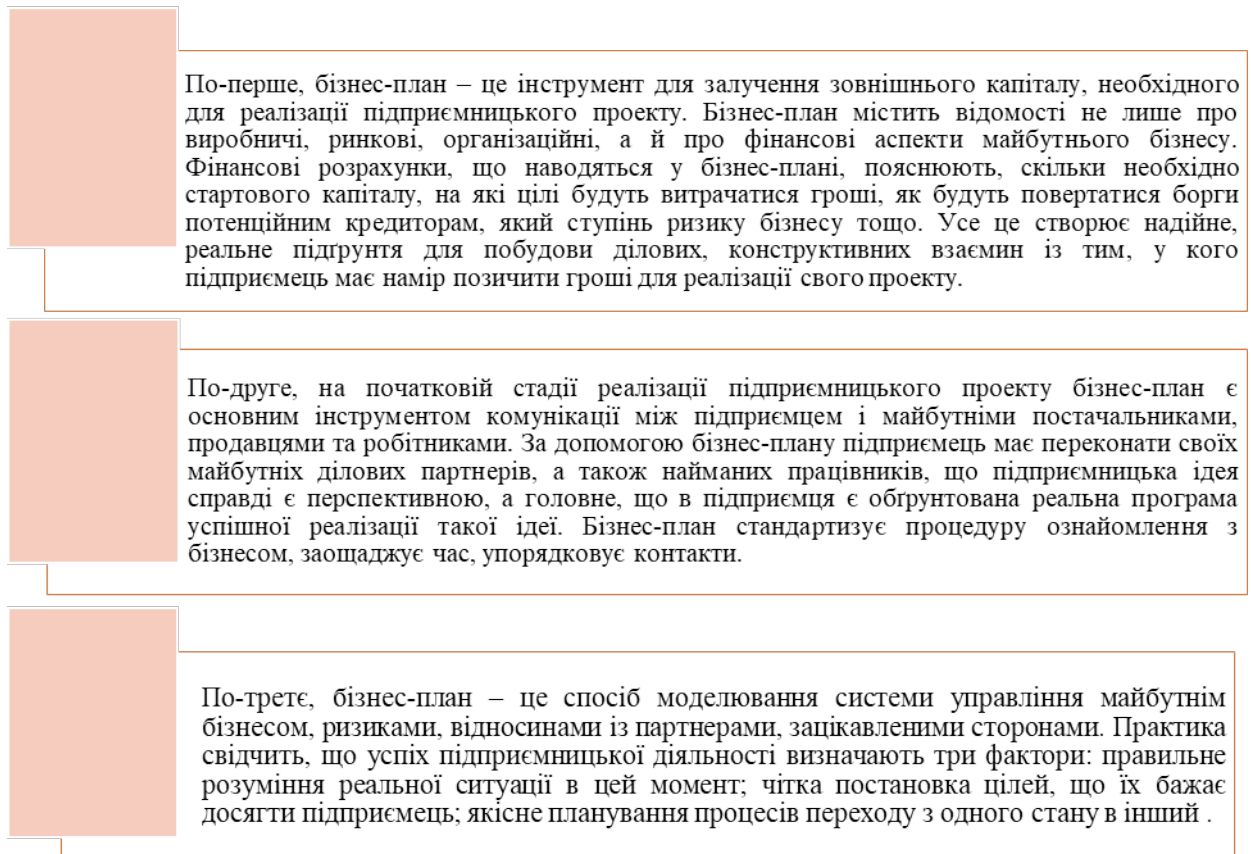 По-перше, бізнес-план – це інструмент для залучення зовнішнього капіталу, необхідного
для реалізації підприємницького проекту. Бізнес-план містить відомості не лише про
виробничі, ринкові, організаційні, а й про фінансові аспекти майбутнього бізнесу.
Фінансові розрахунки, що наводяться у бізнес-плані, пояснюють, скільки необхідно
стартового капіталу, на які цілі будуть витрачатися гроші, як будуть повертатися борги
потенційним кредиторам, який ступінь ризику бізнесу тощо. Усе це створює надійне,
реальне підґрунтя для побудови ділових, конструктивних взаємин із тим, у кого
підприємець має намір позичити гроші для реалізації свого проекту.
По-друге, на початковій стадії реалізації підприємницького проекту бізнес-план є
основним інструментом комунікації між підприємцем і майбутніми постачальниками,
продавцями та робітниками. За допомогою бізнес-плану підприємець має переконати своїх
майбутніх ділових партнерів, а також найманих працівників, що підприємницька ідея
справді є перспективною, а головне, що в підприємця є обґрунтована реальна програма
успішної реалізації такої ідеї. Бізнес-план стандартизує процедуру ознайомлення з
бізнесом, заощаджує час, упорядковує контакти.
По-третє, бізнес-план – це спосіб моделювання системи управління майбутнім
бізнесом, ризиками, відносинами із партнерами, зацікавленими сторонами. Практика
свідчить, що успіх підприємницької діяльності визначають три фактори: правильне
розуміння реальної ситуації в цей момент; чітка постановка цілей, що їх бажає
досягти підприємець; якісне планування процесів переходу з одного стану в інший .